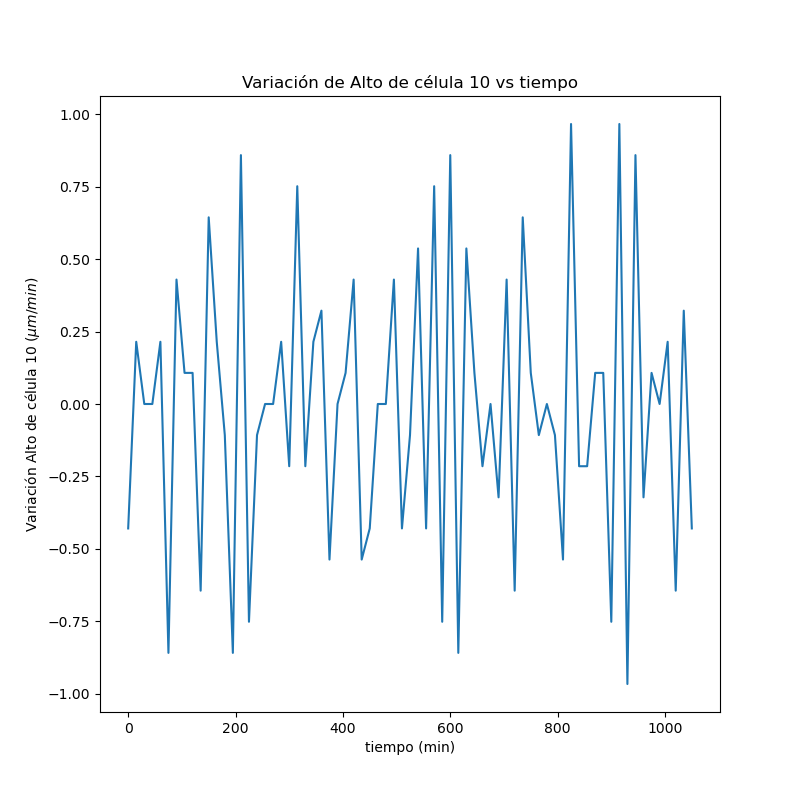 Variación de Alto de célula 10 vs tiempo
Variación Alto de célula 10 (μm/min)
1.00
0.75
0.50
0.25
0.00
−0.25
−0.50
−0.75
−1.00
0 200 400 600 800 1000
tiempo (min)